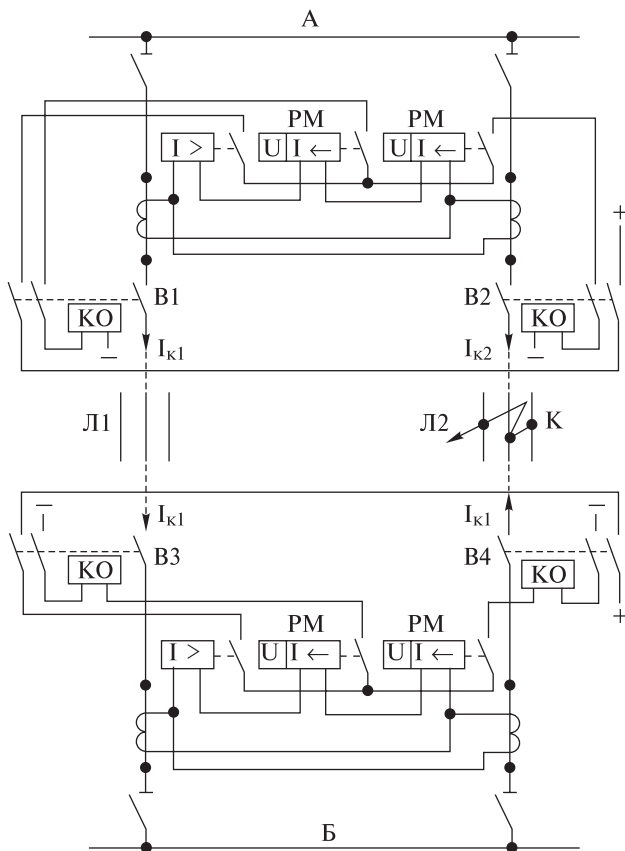 А
РМ РМ
I > U I ← U I ←
+
В1 В2
КО КО
– –
Iк1 Iк2
Л1 Л2 К
– –
Iк1 Iк1
В3 В4
КО КО
+
РМ РМ
I > U I ← U I ←
Б